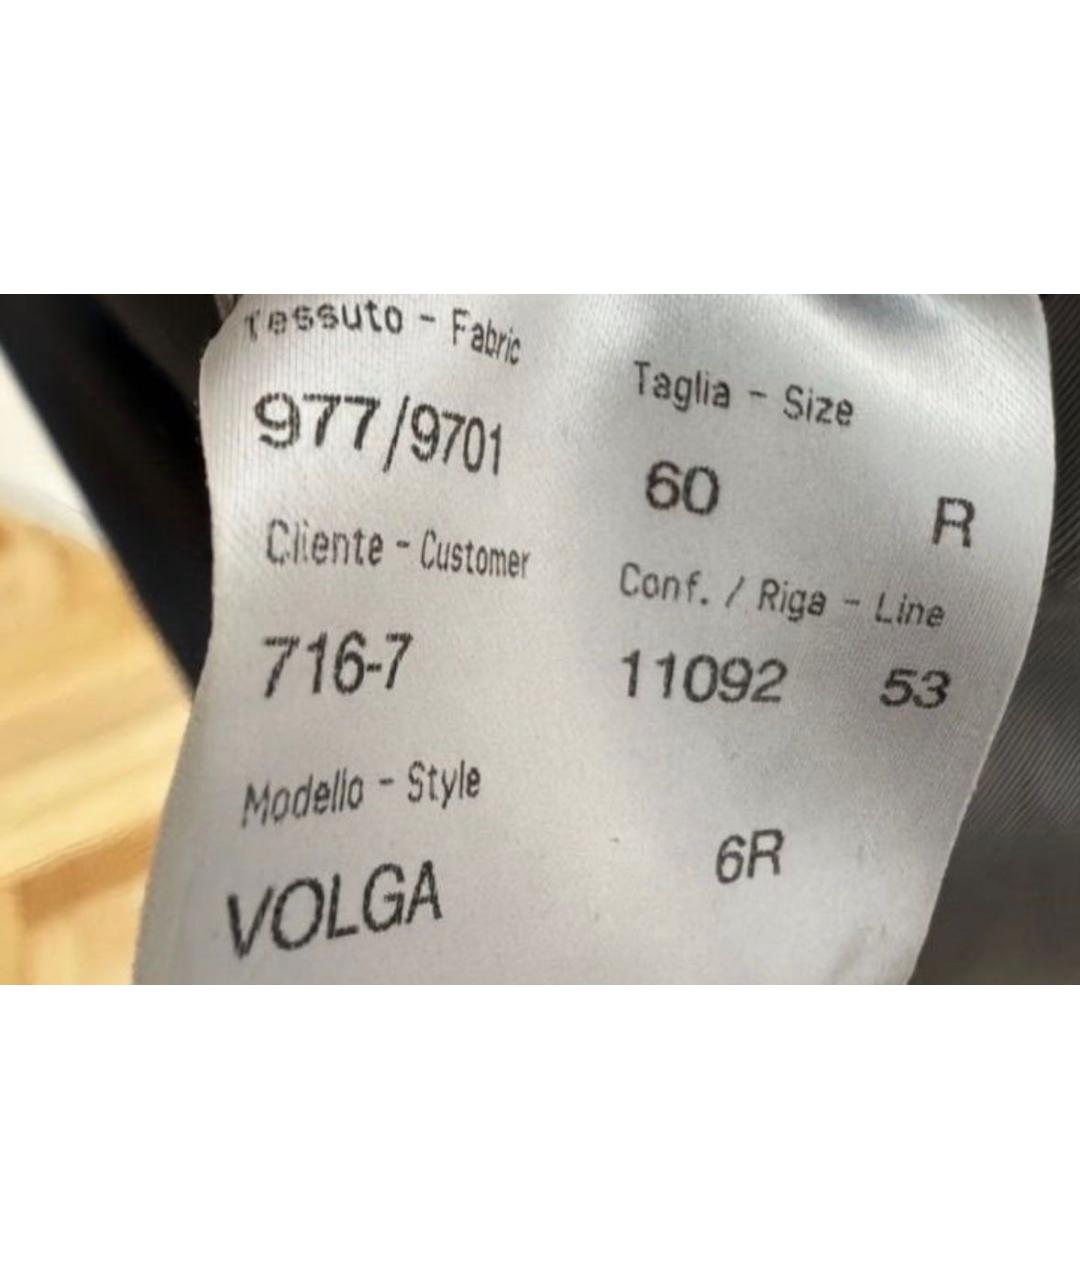 Tessuto - Fabric
977/9701
Cliente - Customer
716-7
Modello - Style
VOLGA
Taglia - Size
60 R
Conf. / Riga - Line
11092 53
6R